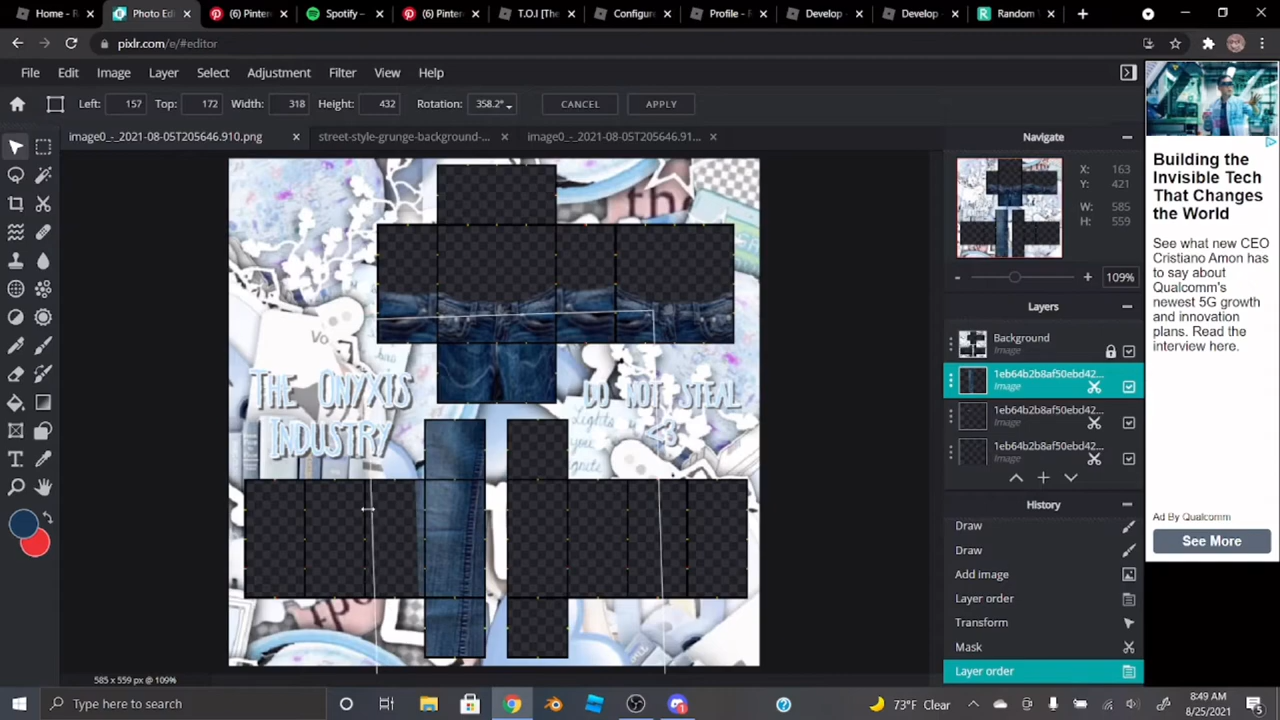 Home - R
Photo Edi
(6) Pinter
Spotify –
(6) Pinter
T.O.I [The
Configure
Profile - R
Develop -
Develop -
Random \
pixlr.com/e/#editor
File Edit Image Layer Select Adjustment Filter View Help
Left: 157 Top: 172 Width: 318 Height: 432 Rotation: 358.2° CANCEL APPLY
image0_-_2021-08-05T205646.910.png
street-style-grunge-background-...
image0_-_2021-08-05T205646.91...
Navigate
X: 163
Y: 421
W: 585
H: 559
109%
Layers
Background
Image
1eb64b2b8af50ebd42...
Image
1eb64b2b8af50ebd42...
Image
1eb64b2b8af50ebd42...
Image
History
Draw
Draw
Add image
Layer order
Transform
Mask
Layer order
THE ONYXIS
INDUSTRY
DO NOT STEAL
<3
585 x 559 px @ 109%
Building the
Invisible Tech
That Changes
the World
See what new CEO
Cristiano Amon has
to say about
Qualcomm's
newest 5G growth
and innovation
plans. Read the
interview here.
Ad By Qualcomm
See More
Type here to search
73°F Clear
8:49 AM
8/25/2021
5